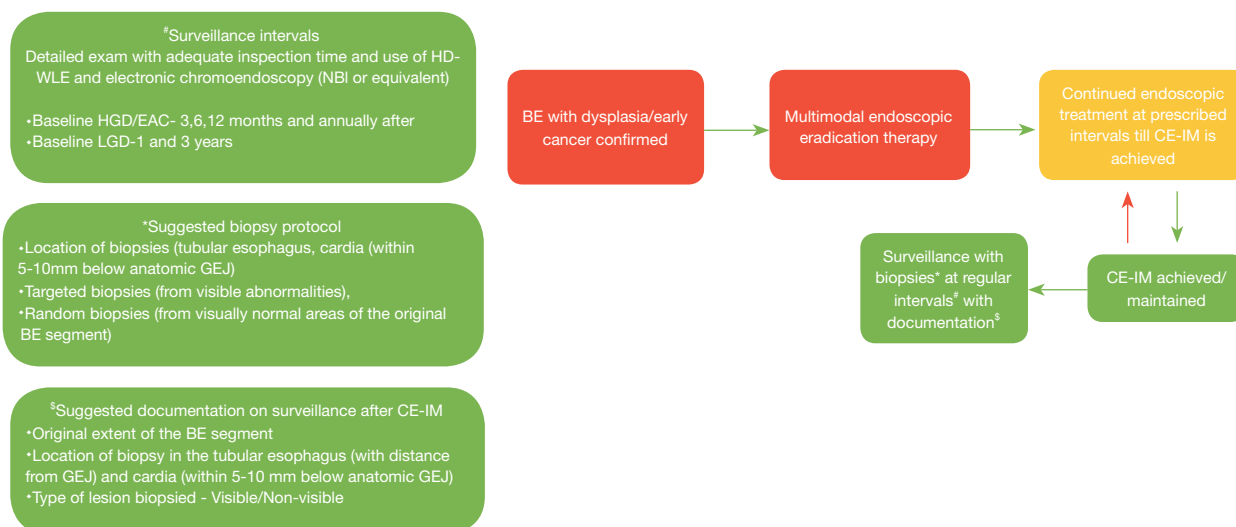 #Surveillance intervals
Detailed exam with adequate inspection time and use of HD-
WLE and electronic chromoendoscopy (NBI or equivalent)
•Baseline HGD/EAC- 3,6,12 months and annually after
•Baseline LGD-1 and 3 years
*Suggested biopsy protocol
•Location of biopsies (tubular esophagus, cardia (within
5-10mm below anatomic GEJ)
•Targeted biopsies (from visible abnormalities),
•Random biopsies (from visually normal areas of the original
BE segment)
$Suggested documentation on surveillance after CE-IM
•Original extent of the BE segment
•Location of biopsy in the tubular esophagus (with distance
from GEJ) and cardia (within 5-10 mm below anatomic GEJ)
•Type of lesion biopsied - Visible/Non-visible
BE with dysplasia/early
cancer confirmed
Multimodal endoscopic
eradication therapy
Continued endoscopic
treatment at prescribed
intervals till CE-IM is
achieved
CE-IM achieved/
maintained
Surveillance with
biopsies* at regular
intervals# with
documentation$